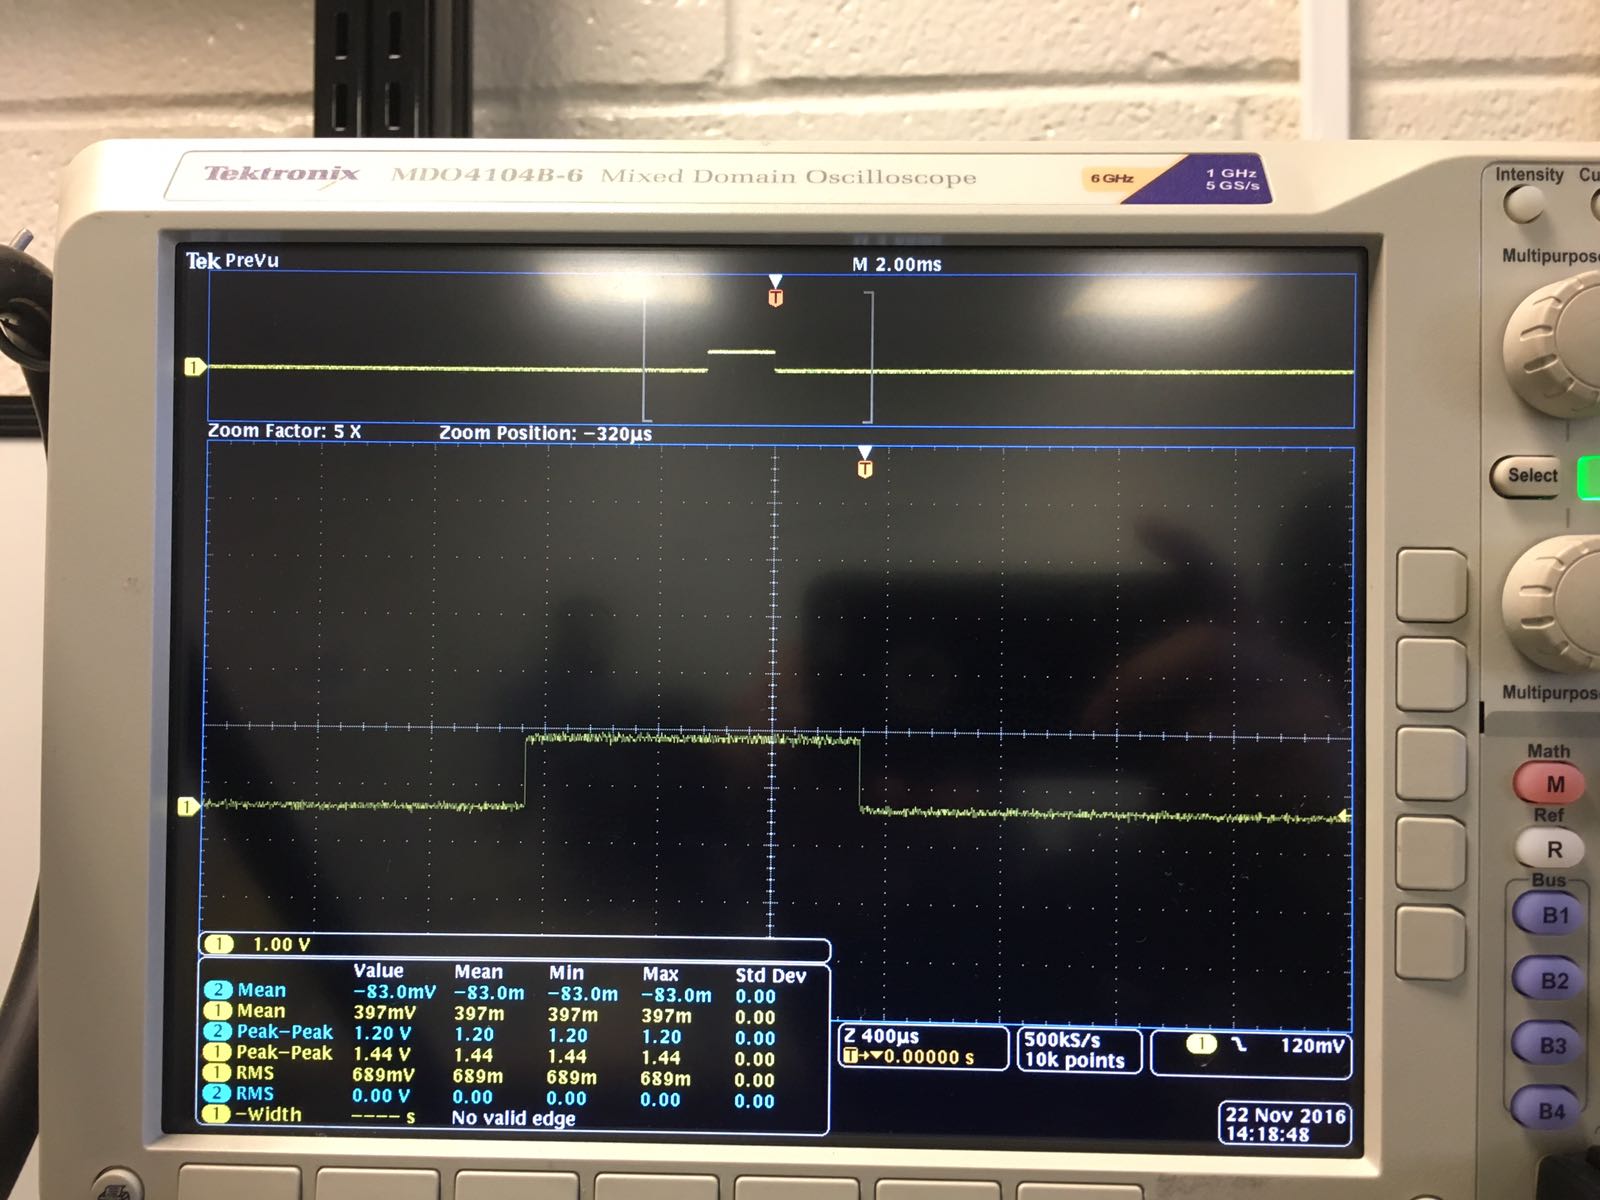 Tektronix MDO4104B-6 Mixed Domain Oscilloscope
6 GHz
1 GHz
5 GS/s
Intensity
Multipurpose
Tek PreVu
M 2.00ms
T
1
Zoom Factor: 5 X
Zoom Position: −320µs
T
Select
1
Multipurpose
Math
M
Ref
R
Bus
B1
B2
B3
B4
1 1.00 V
Value Mean Min Max Std Dev
2 Mean −83.0mV −83.0m −83.0m −83.0m 0.00
1 Mean 397mV 397m 397m 397m 0.00
2 Peak−Peak 1.20 V 1.20 1.20 1.20 0.00
1 Peak−Peak 1.44 V 1.44 1.44 1.44 0.00
1 RMS 689mV 689m 689m 689m 0.00
2 RMS 0.00 V 0.00 0.00 0.00 0.00
1 −Width −−−− s No valid edge
Z 400µs
T→▼0.00000 s
500kS/s
10k points
1 120mV
22 Nov 2016
14:18:48